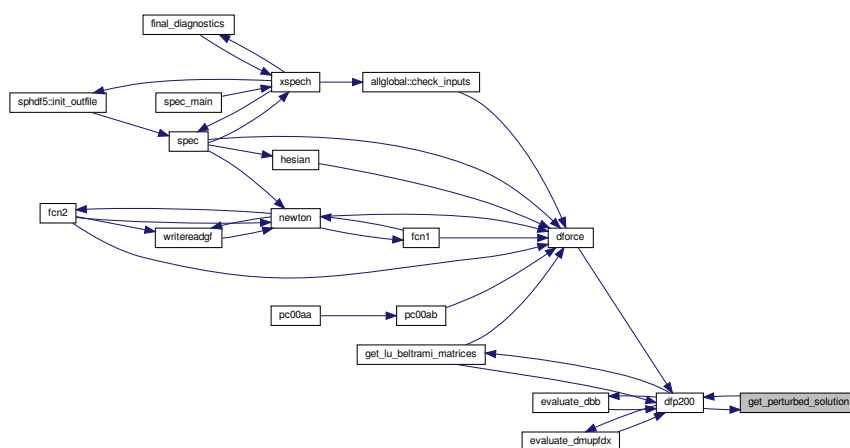 final_diagnostics
xspech
allglobal::check_inputs
sphdf5::init_outfile
spec_main
spec
hesian
fcn2
newton
writereadgf
fcn1
dforce
pc00aa
pc00ab
get_lu_beltrami_matrices
evaluate_dbb
dfp200
get_perturbed_solution
evaluate_dmupfdx